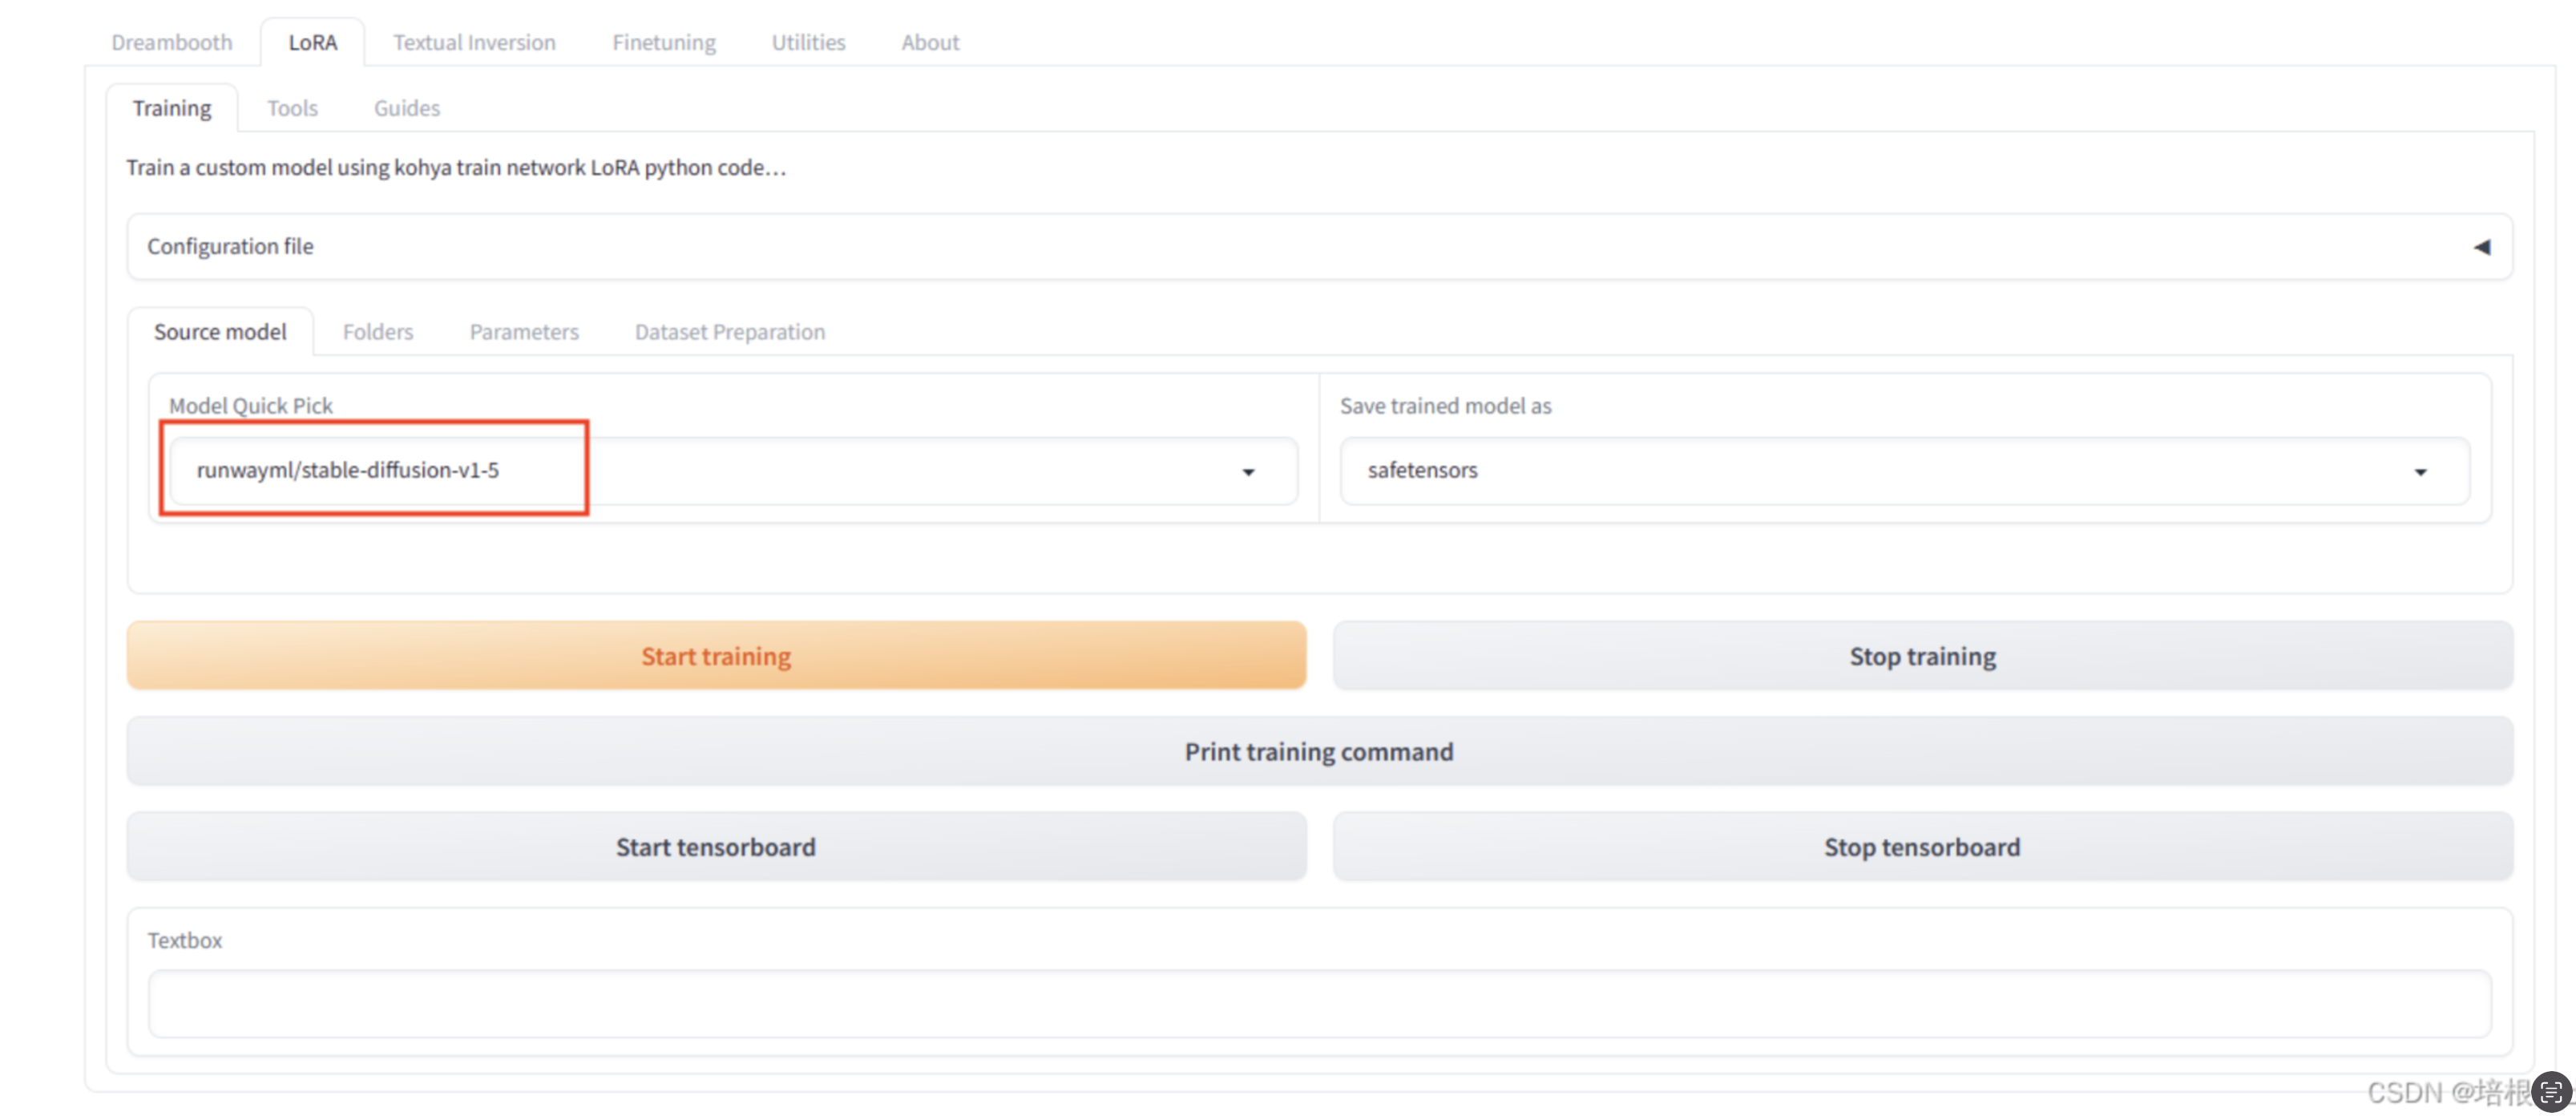 Dreambooth LoRA Textual Inversion Finetuning Utilities About
Training Tools Guides
Train a custom model using kohya train network LoRA python code...
Configuration file
Source model Folders Parameters Dataset Preparation
Model Quick Pick Save trained model as
runwayml/stable-diffusion-v1-5 safetensors
Start training Stop training
Print training command
Start tensorboard Stop tensorboard
Textbox
CSDN @培根